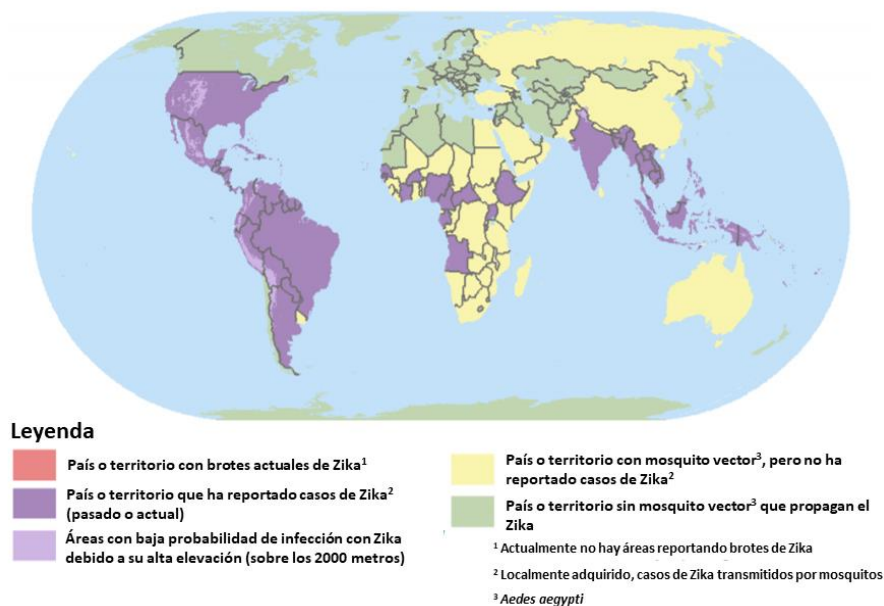 Leyenda
País o territorio con brotes actuales de Zika¹
País o territorio que ha reportado casos de Zika²
(pasado o actual)
Áreas con baja probabilidad de infección con Zika
debido a su alta elevación (sobre los 2000 metros)
País o territorio con mosquito vector³, pero no ha
reportado casos de Zika²
País o territorio sin mosquito vector³ que propagan el
Zika
¹ Actualmente no hay áreas reportando brotes de Zika
² Localmente adquirido, casos de Zika transmitidos por mosquitos
³ Aedes aegypti